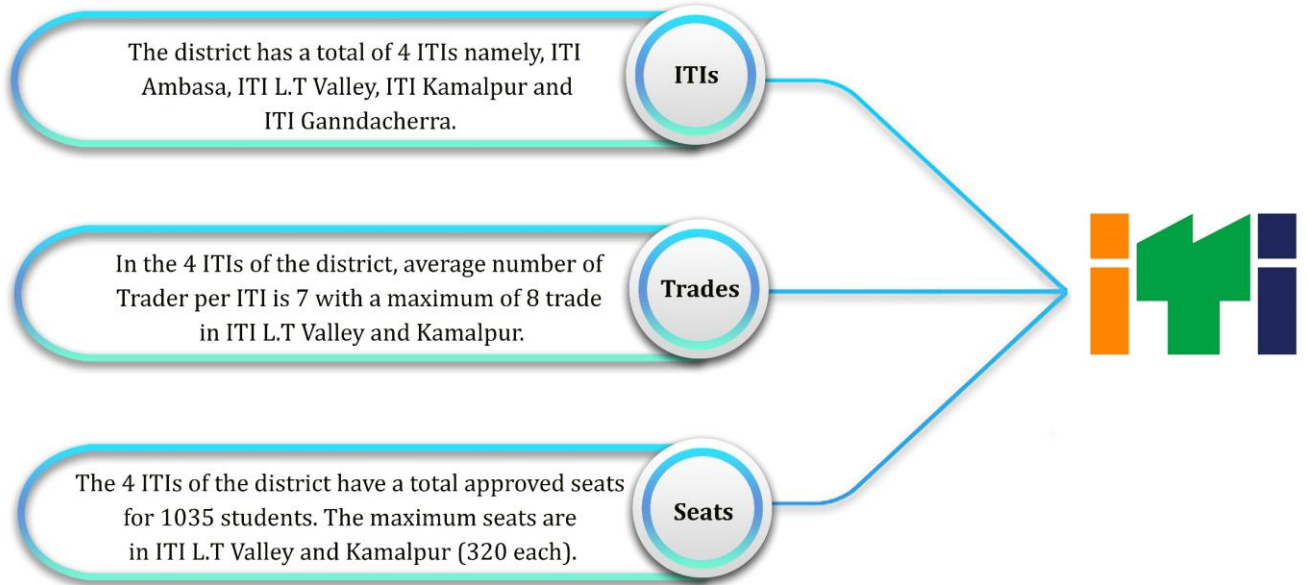 The district has a total of 4 ITIs namely, ITI
Ambasa, ITI L.T Valley, ITI Kamalpur and
ITI Ganndacherra.
ITIs
In the 4 ITIs of the district, average number of
Trader per ITI is 7 with a maximum of 8 trade
in ITI L.T Valley and Kamalpur.
Trades
The 4 ITIs of the district have a total approved seats
for 1035 students. The maximum seats are
in ITI L.T Valley and Kamalpur (320 each).
Seats
iTi